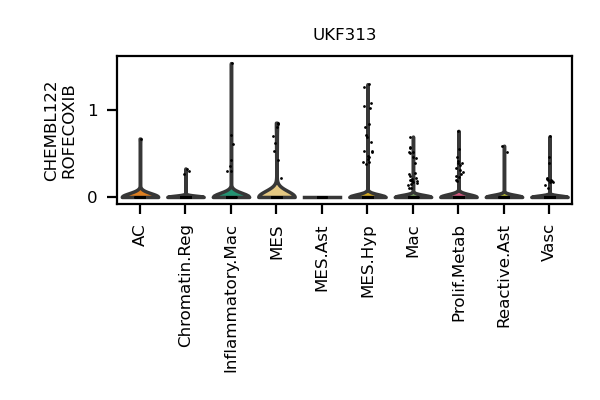 UKF313
CHEMBL122
ROFECOXIB
1
0
AC
Chromatin.Reg
Inflammatory.Mac
MES
MES.Ast
MES.Hyp
Mac
Prolif.Metab
Reactive.Ast
Vasc